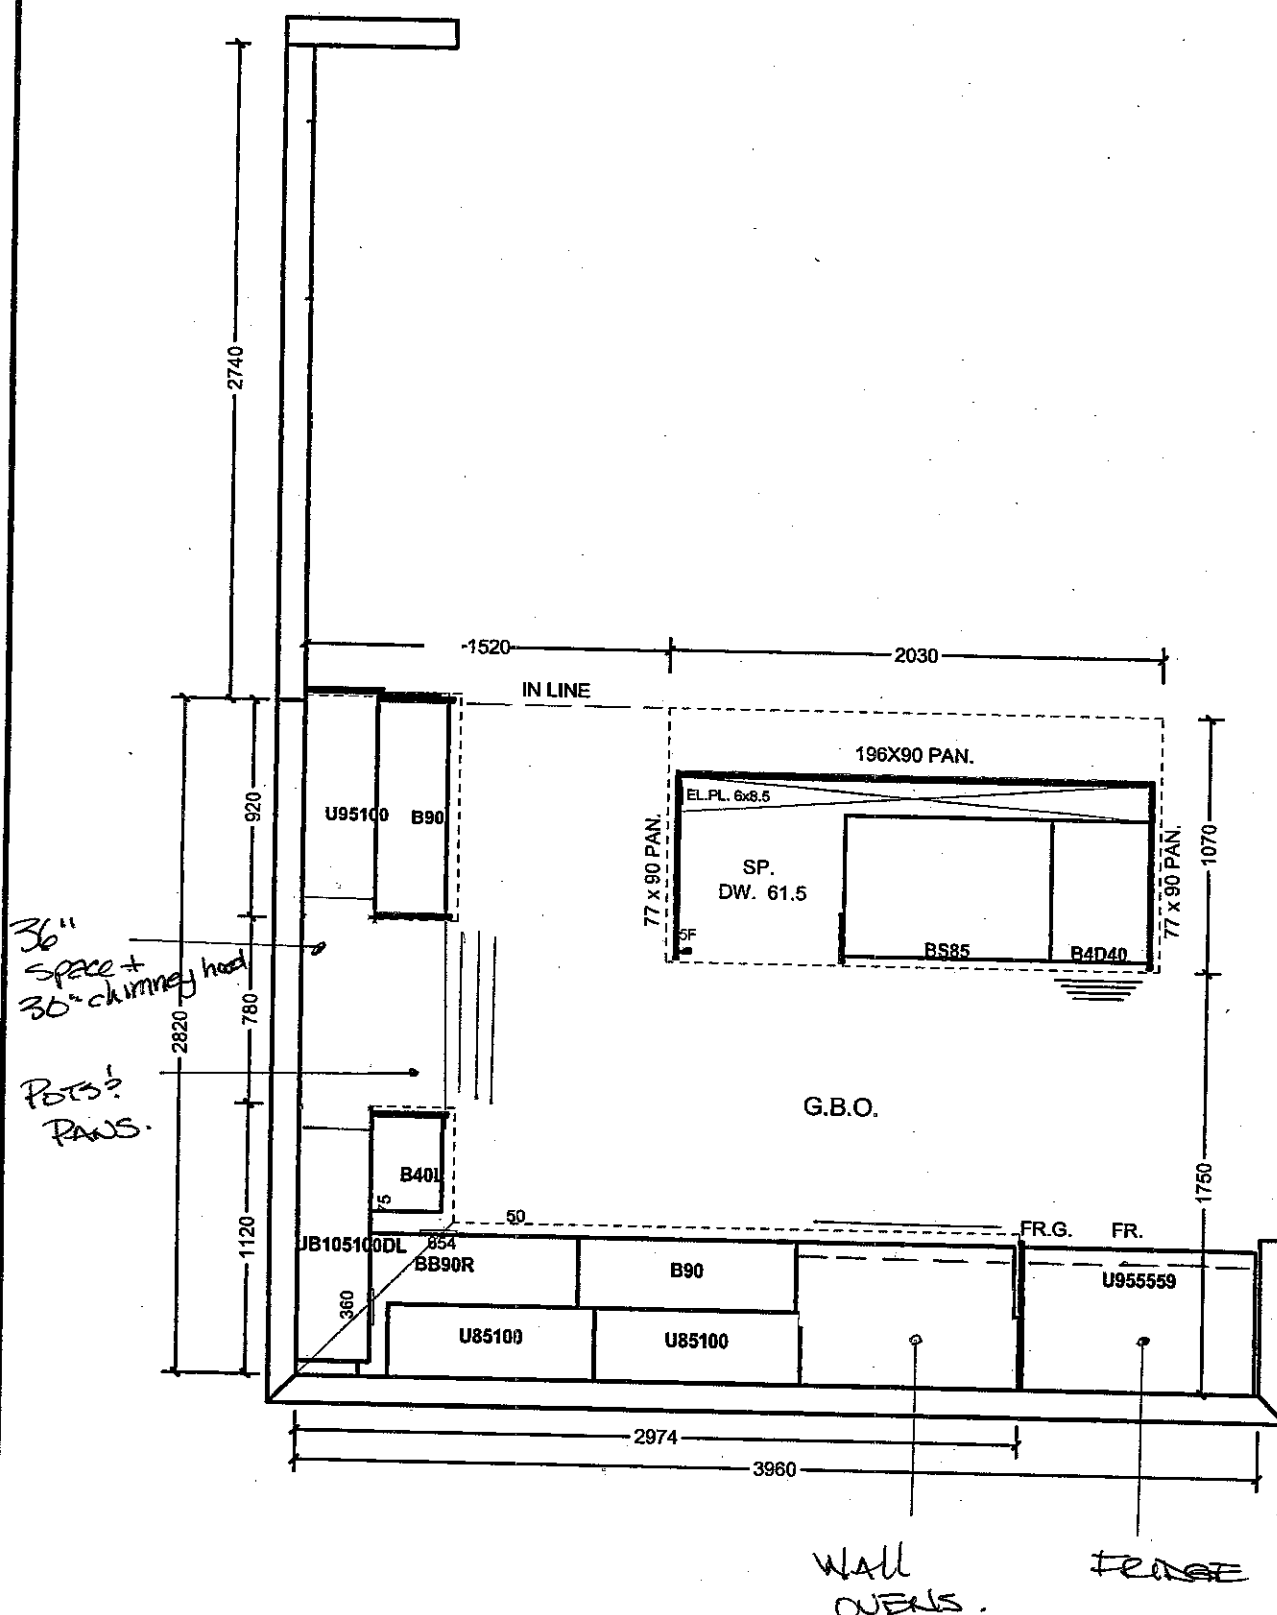 2740
-1520
2030
IN LINE
196X90 PAN.
EL.PL. 6x8.5
U95100
B90
920
77 x 90 PAN.
SP.
DW. 61.5
1070
77 x 90 PAN.
5F
BS85
B4D40
36"
space +
30" chimney hood
780
2820
POTS?
PANS.
G.B.O.
B40L
75
1750
1120
50
FR.G.
FR.
UB105100DL
654
BB90R
B90
U955559
360
U85100
U85100
2974
3960
WALL
OVENS.
FRIDGE